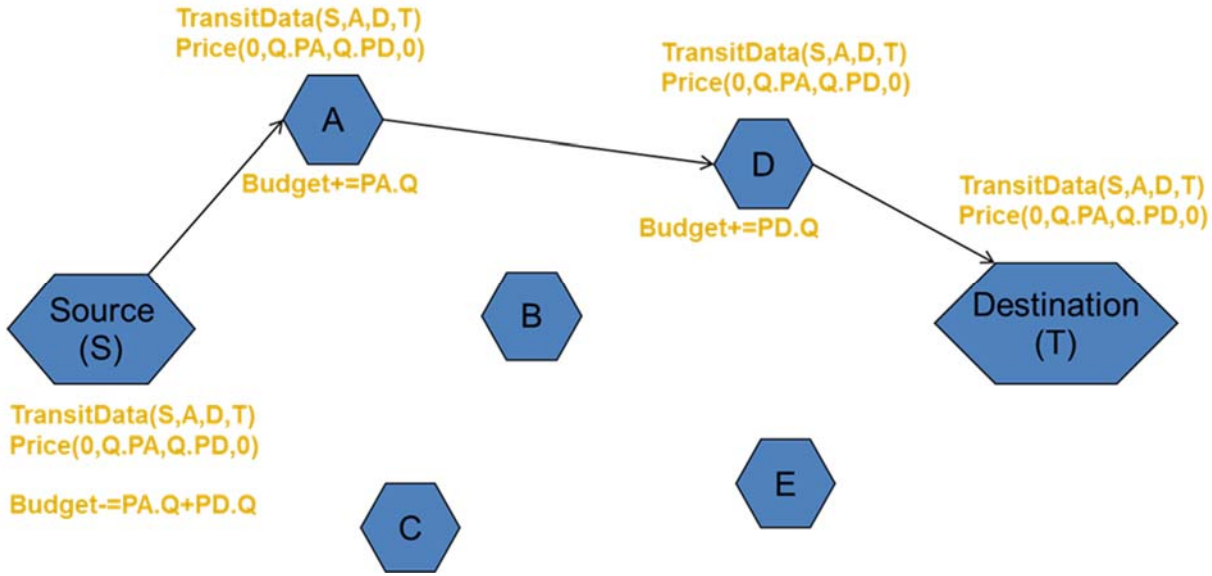 TransitData(S,A,D,T)
Price(0,Q.PA,Q.PD,0)
A
Budget+=PA.Q
TransitData(S,A,D,T)
Price(0,Q.PA,Q.PD,0)
D
Budget+=PD.Q
TransitData(S,A,D,T)
Price(0,Q.PA,Q.PD,0)
Source
(S)
B
Destination
(T)
TransitData(S,A,D,T)
Price(0,Q.PA,Q.PD,0)
Budget-=PA.Q+PD.Q
C
E